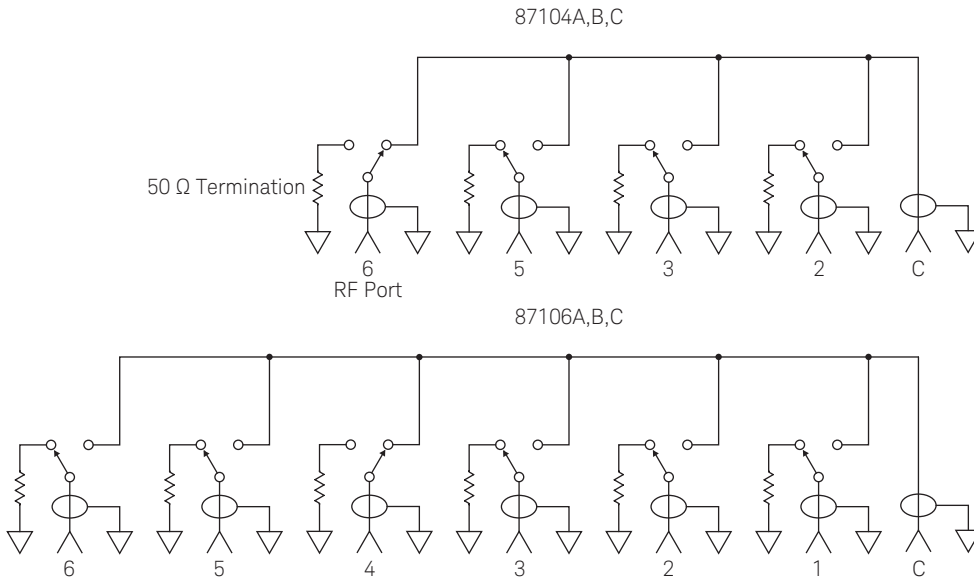 87104A,B,C
50 Ω Termination
6 5 3 2 C
RF Port
87106A,B,C
6 5 4 3 2 1 C